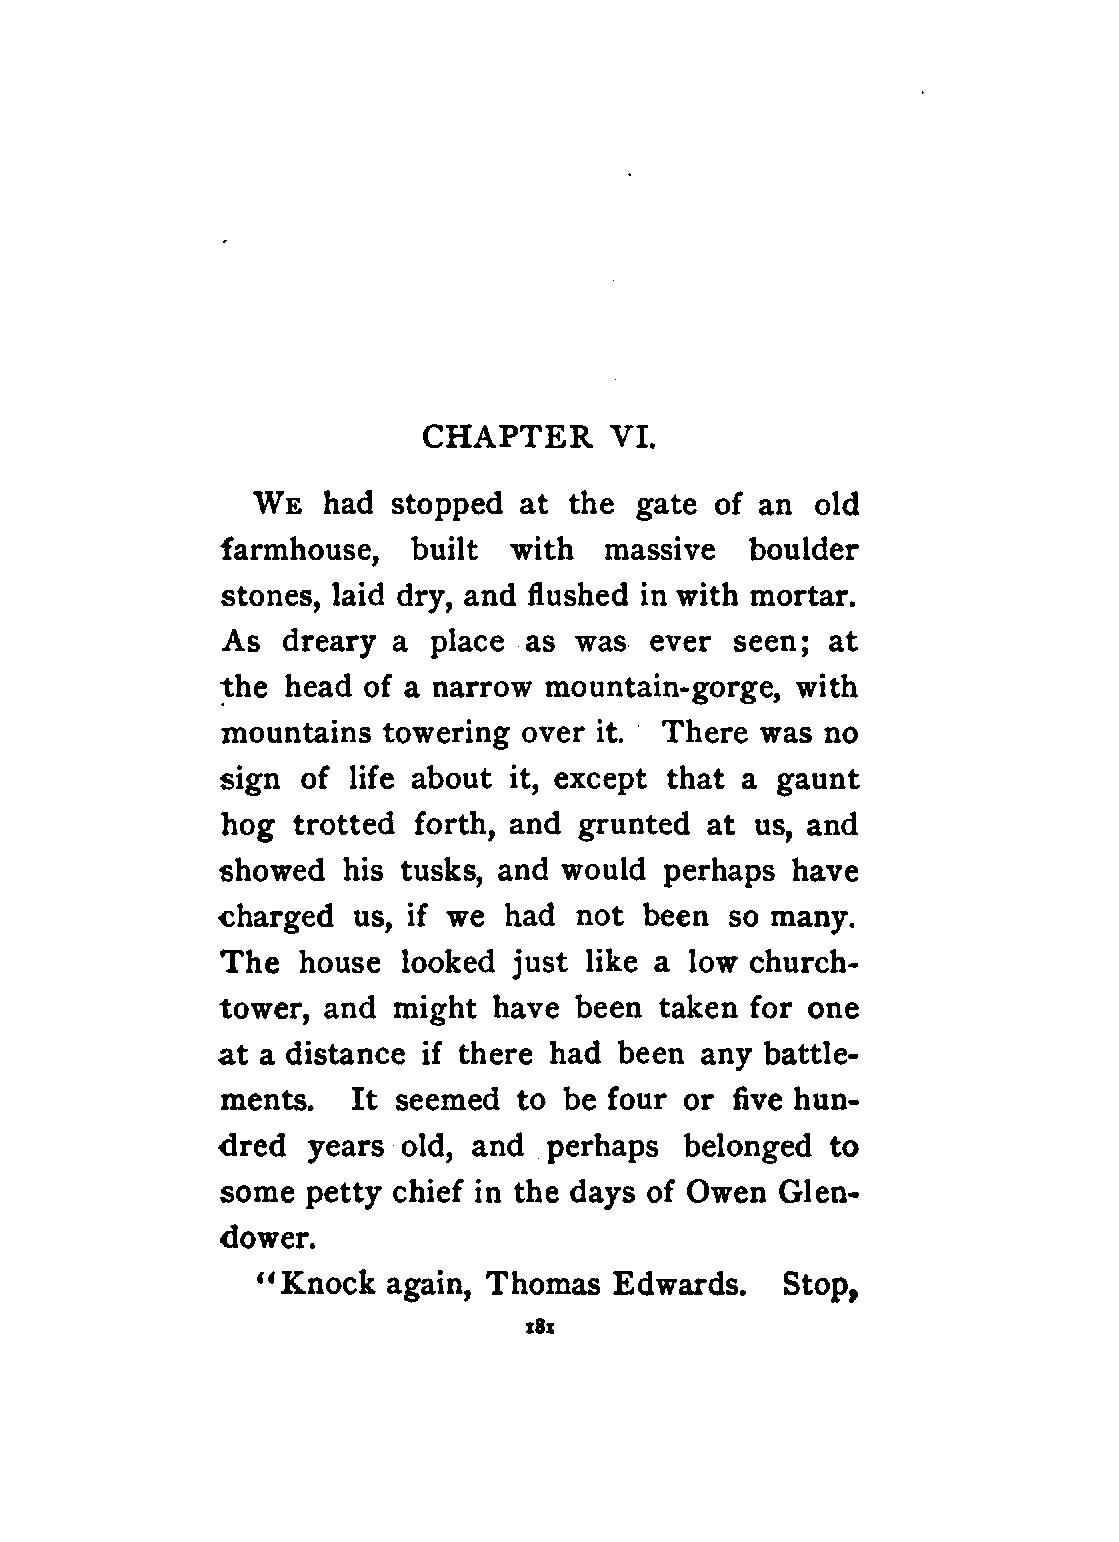 CHAPTER VI.
WE had stopped at the gate of an old
farmhouse, built with massive boulder
stones, laid dry, and flushed in with mortar.
As dreary a place as was ever seen; at
the head of a narrow mountain-gorge, with
mountains towering over it. There was no
sign of life about it, except that a gaunt
hog trotted forth, and grunted at us, and
showed his tusks, and would perhaps have
charged us, if we had not been so many.
The house looked just like a low church-
tower, and might have been taken for one
at a distance if there had been any battle-
ments. It seemed to be four or five hun-
dred years old, and perhaps belonged to
some petty chief in the days of Owen Glen-
dower.
"Knock again, Thomas Edwards. Stop,
181